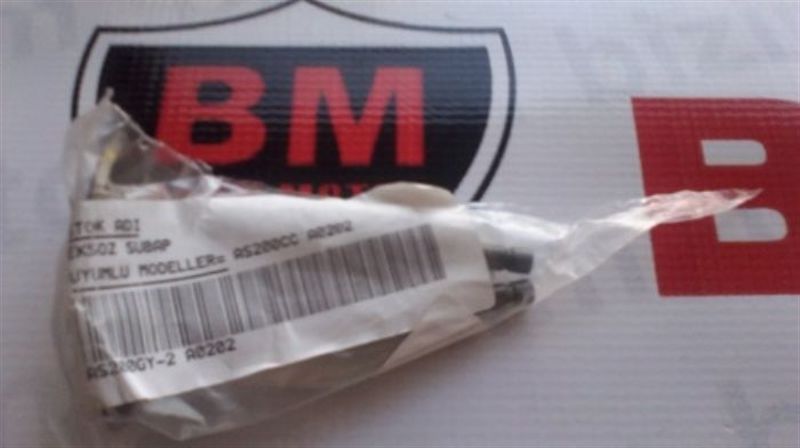 BM
STOK ADI
EKSOZ SUBAP
UYUMLU MODELLER= AS200CC A0202
AS200GY-2 A0202
B